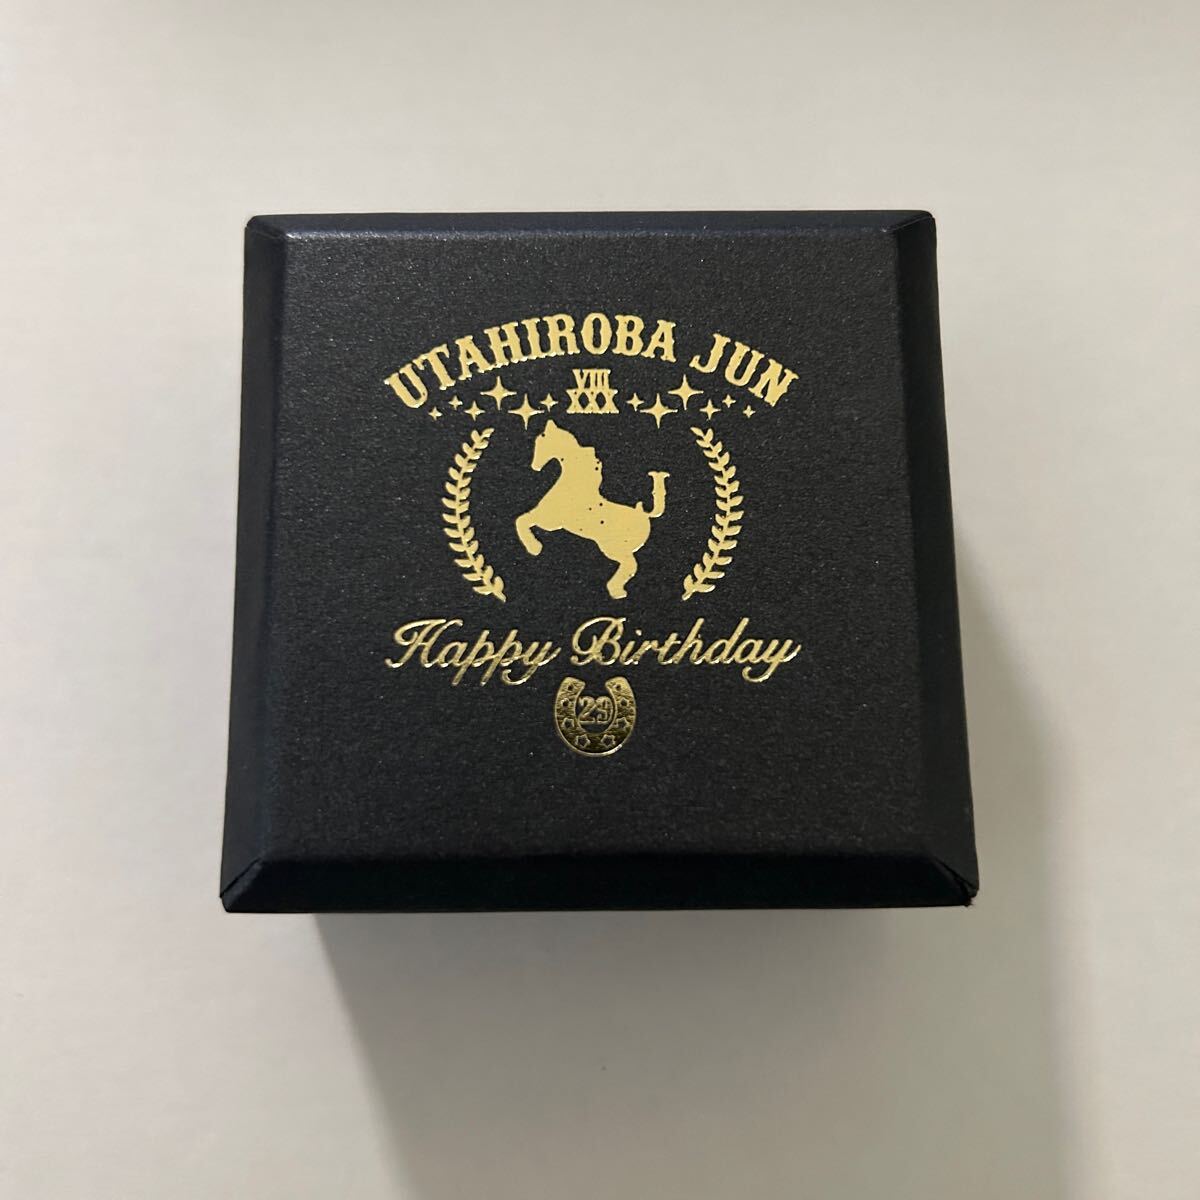 UTAHIROBA JUN
VIII
XXX
Happy Birthday
29